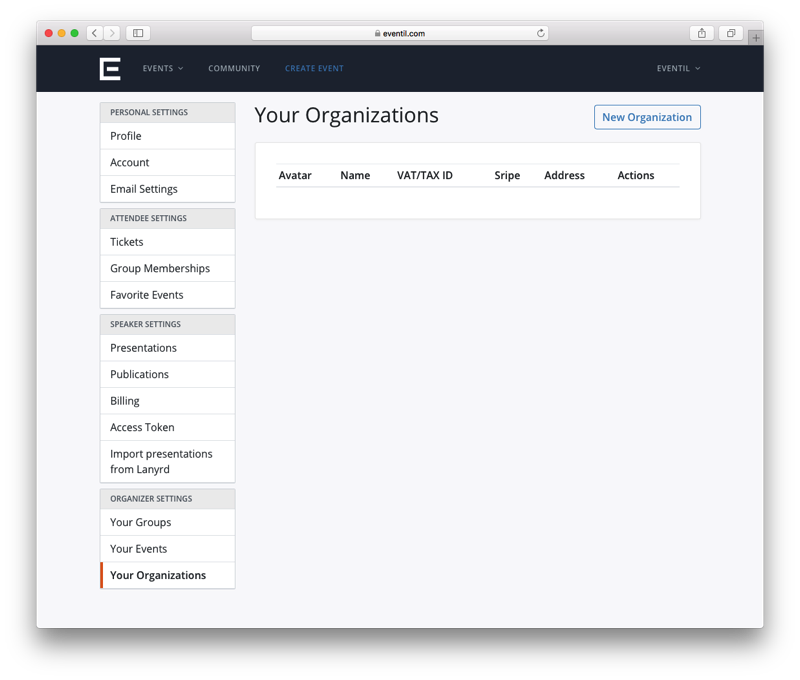 eventil.com
EVENTS
COMMUNITY
CREATE EVENT
EVENTIL
PERSONAL SETTINGS
Profile
Account
Email Settings
ATTENDEE SETTINGS
Tickets
Group Memberships
Favorite Events
SPEAKER SETTINGS
Presentations
Publications
Billing
Access Token
Import presentations
from Lanyrd
ORGANIZER SETTINGS
Your Groups
Your Events
Your Organizations
Your Organizations
New Organization
Avatar Name VAT/TAX ID Sripe Address Actions